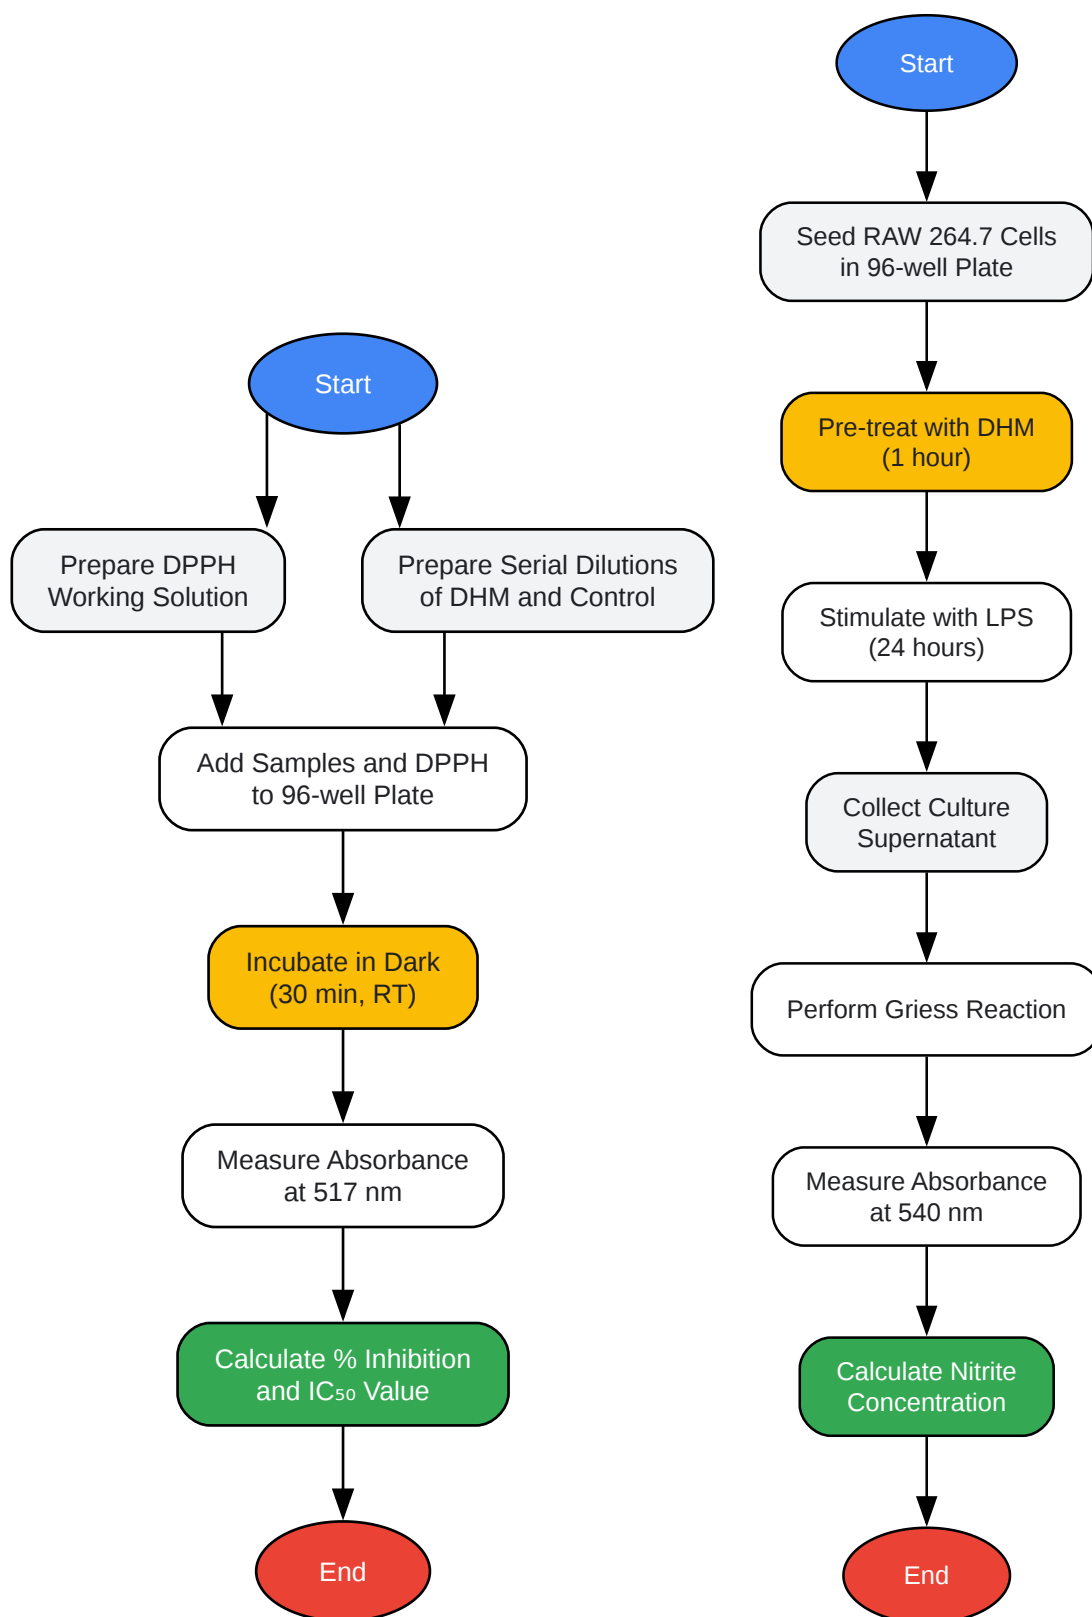 Start
Prepare DPPH
Working Solution
Prepare Serial Dilutions
of DHM and Control
Add Samples and DPPH
to 96-well Plate
Incubate in Dark
(30 min, RT)
Measure Absorbance
at 517 nm
Calculate % Inhibition
and IC₅₀ Value
End
Start
Seed RAW 264.7 Cells
in 96-well Plate
Pre-treat with DHM
(1 hour)
Stimulate with LPS
(24 hours)
Collect Culture
Supernatant
Perform Griess Reaction
Measure Absorbance
at 540 nm
Calculate Nitrite
Concentration
End